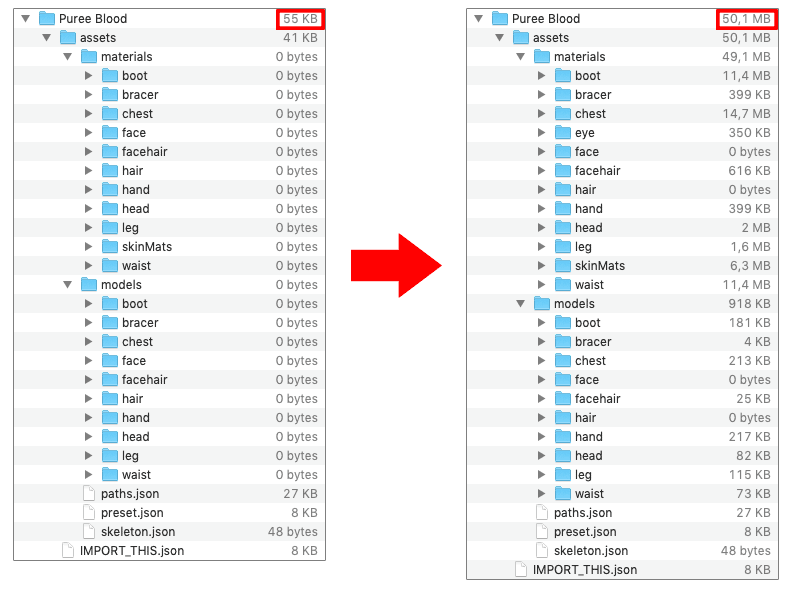 Puree Blood 55 KB
assets 41 KB
materials 0 bytes
boot 0 bytes
bracer 0 bytes
chest 0 bytes
face 0 bytes
facehair 0 bytes
hair 0 bytes
hand 0 bytes
head 0 bytes
leg 0 bytes
skinMats 0 bytes
waist 0 bytes
models 0 bytes
boot 0 bytes
bracer 0 bytes
chest 0 bytes
face 0 bytes
facehair 0 bytes
hair 0 bytes
hand 0 bytes
head 0 bytes
leg 0 bytes
waist 0 bytes
paths.json 27 KB
preset.json 8 KB
skeleton.json 48 bytes
IMPORT_THIS.json 8 KB
Puree Blood 50,1 MB
assets 50,1 MB
materials 49,1 MB
boot 11,4 MB
bracer 399 KB
chest 14,7 MB
eye 350 KB
face 0 bytes
facehair 616 KB
hair 0 bytes
hand 399 KB
head 2 MB
leg 1,6 MB
skinMats 6,3 MB
waist 11,4 MB
models 918 KB
boot 181 KB
bracer 4 KB
chest 213 KB
face 0 bytes
facehair 25 KB
hair 0 bytes
hand 217 KB
head 82 KB
leg 115 KB
waist 73 KB
paths.json 27 KB
preset.json 8 KB
skeleton.json 48 bytes
IMPORT_THIS.json 8 KB